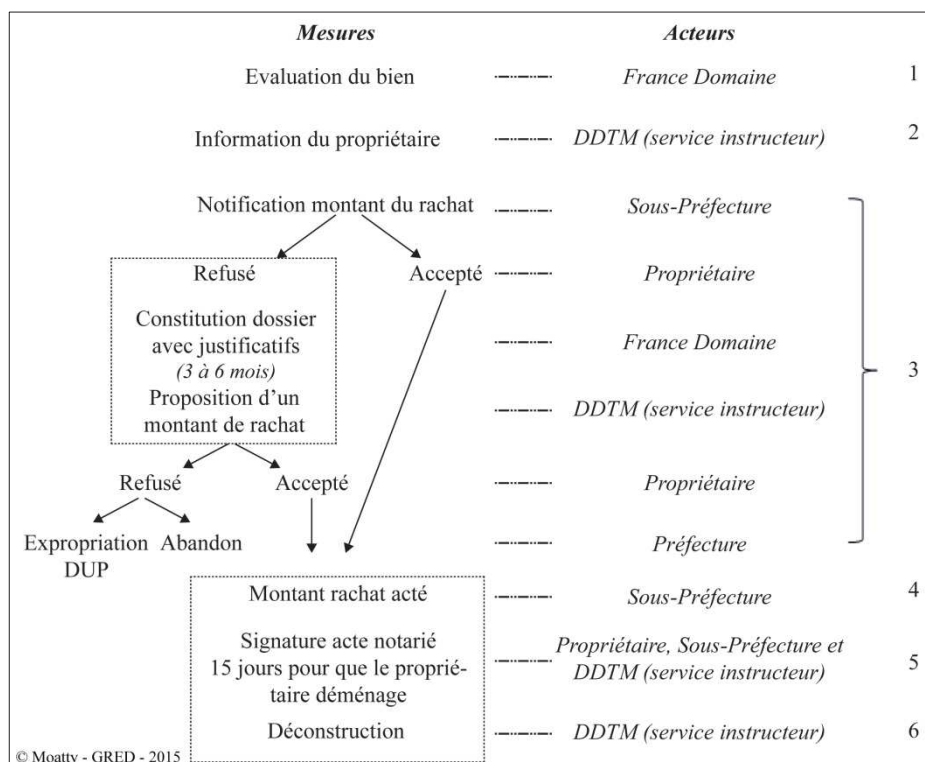 Mesures Acteurs
Evaluation du bien France Domaine 1
Information du propriétaire DDTM (service instructeur) 2
Notification montant du rachat Sous-Préfecture
Refusé Accepté Propriétaire
Constitution dossier
avec justificatifs
(3 à 6 mois)
Proposition d'un
montant de rachat
France Domaine
3
DDTM (service instructeur)
Refusé Accepté Propriétaire
Expropriation Abandon
DUP
Préfecture
Montant rachat acté Sous-Préfecture 4
Signature acte notarié
15 jours pour que le proprié-
taire déménage
Propriétaire, Sous-Préfecture et
DDTM (service instructeur)
5
Déconstruction DDTM (service instructeur) 6
© Moatty - GRED - 2015